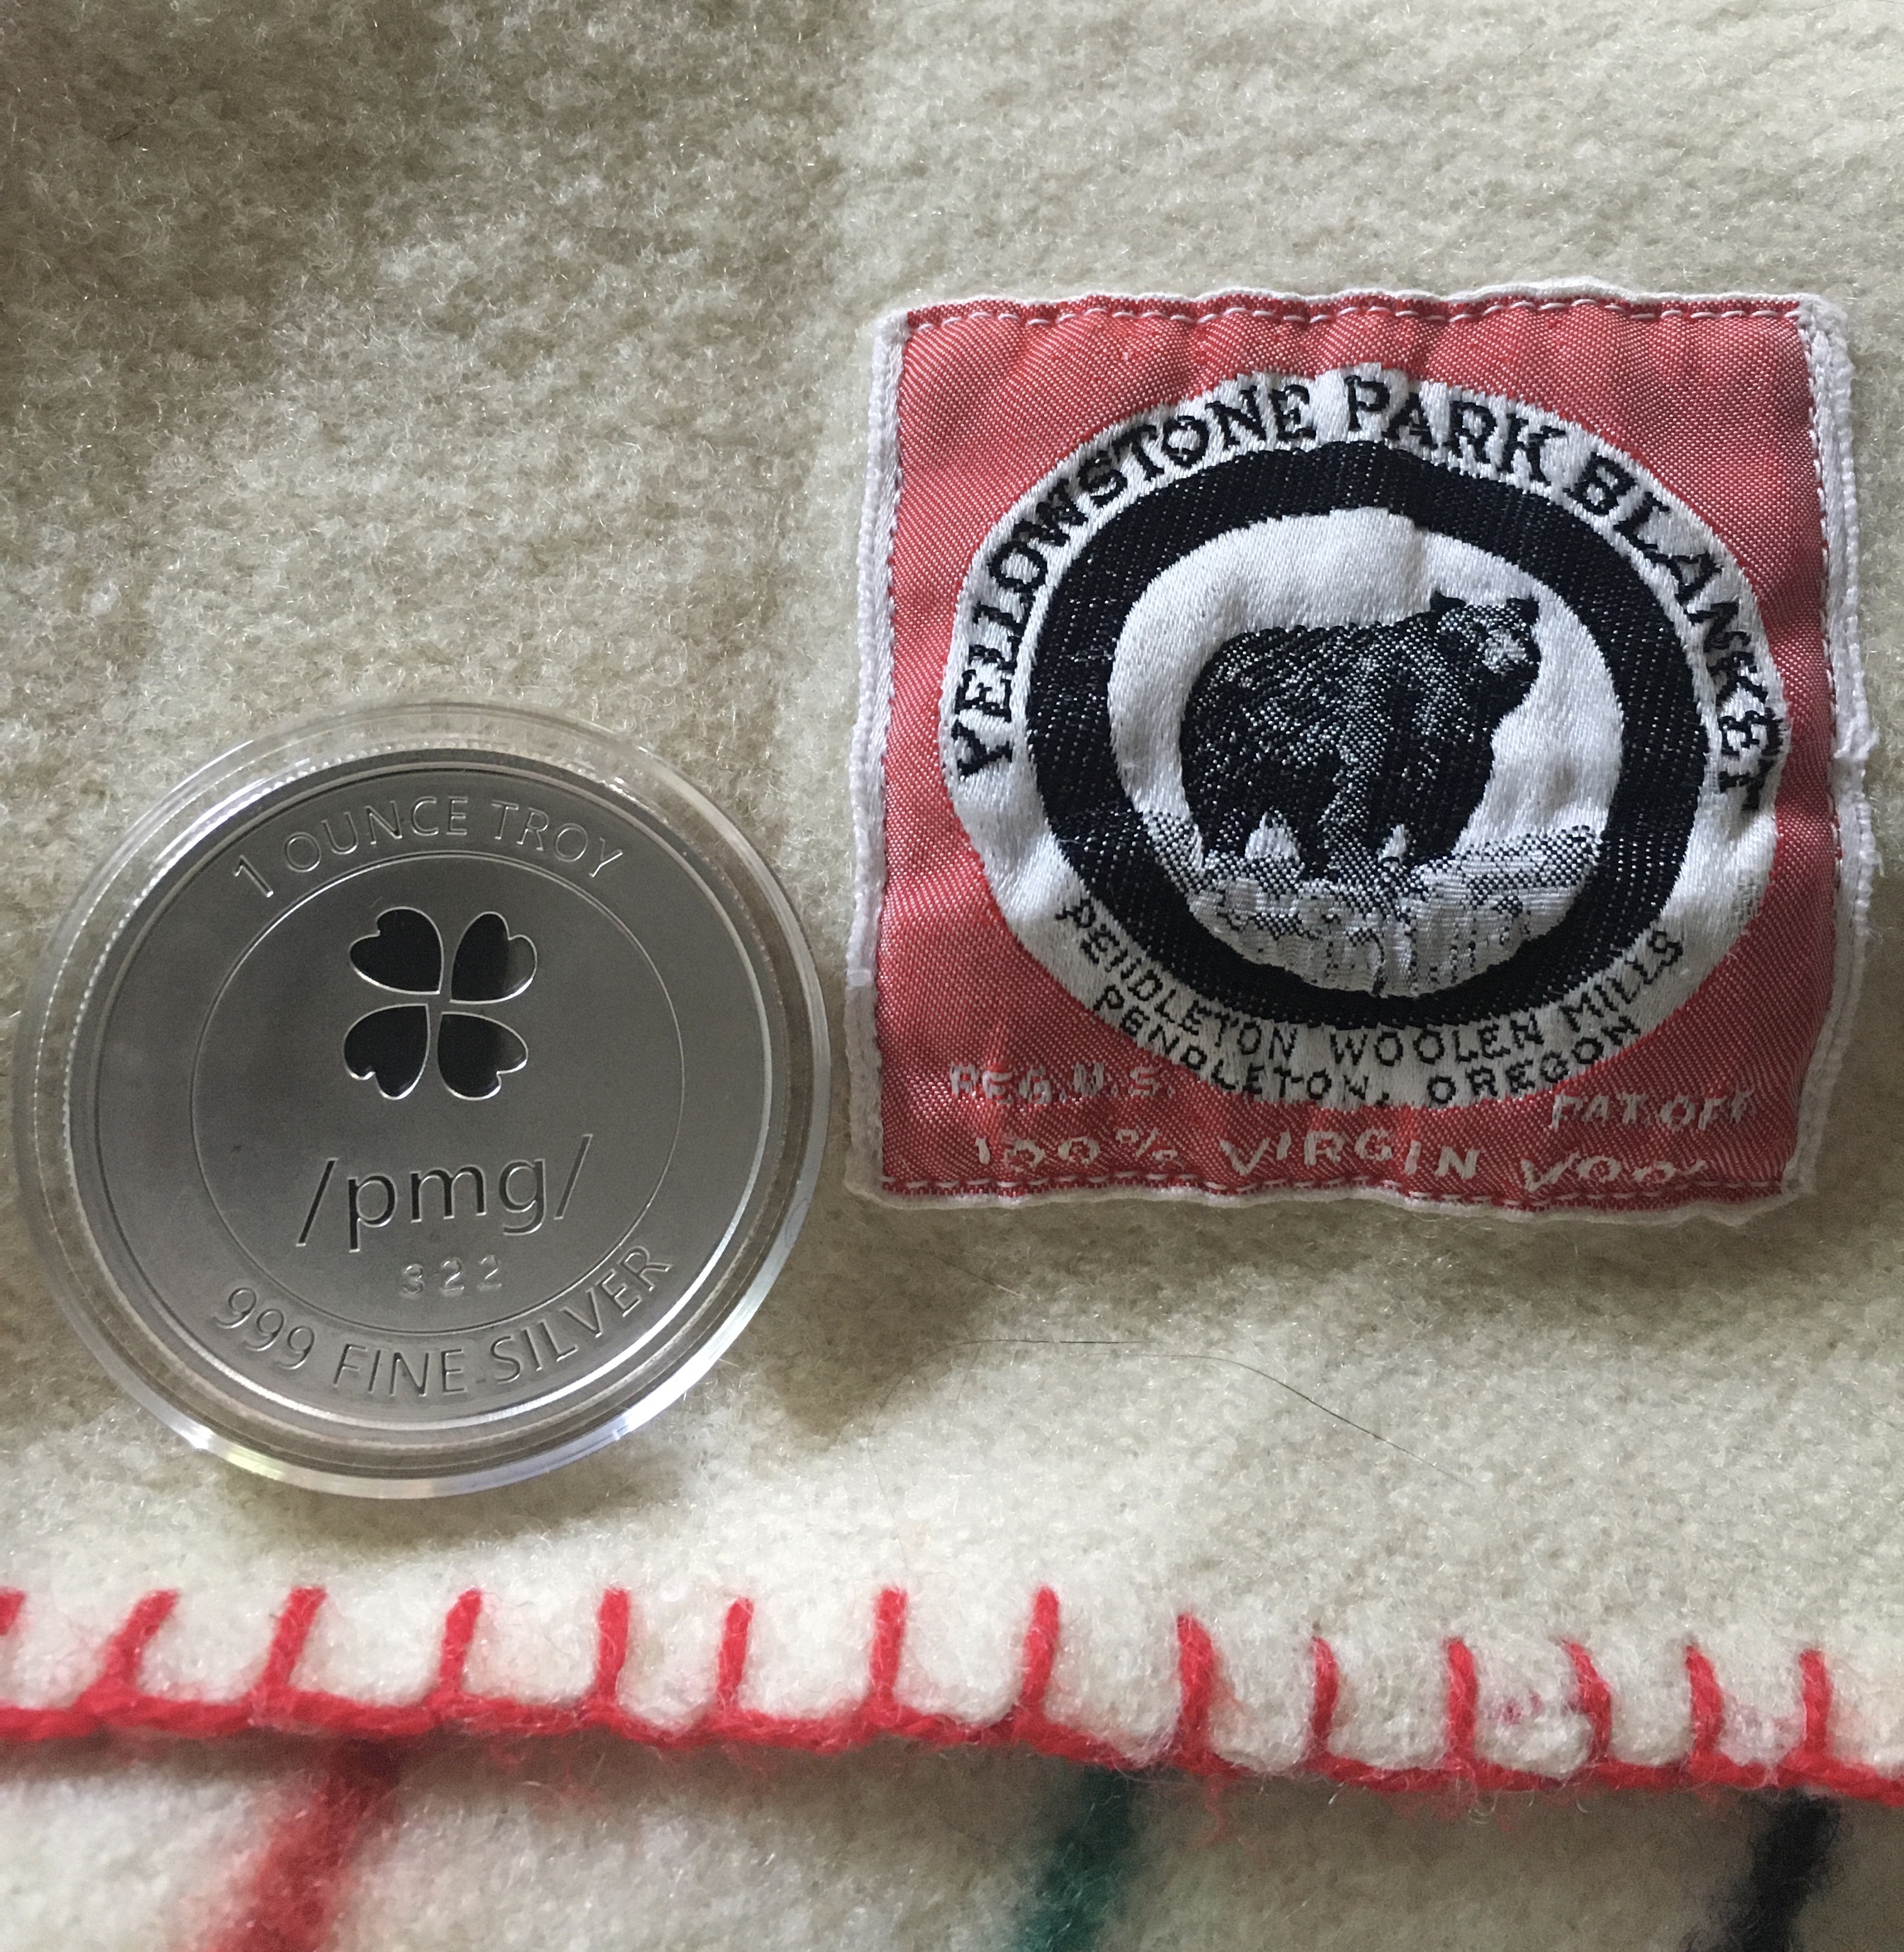 1 OUNCE TROY
/pmg/
322
999 FINE SILVER
YELLOWSTONE PARK BLANKET
PENDLETON WOOLEN MILLS
PENDLETON, OREGON
REG. U.S. PAT. OFF.
100% VIRGIN WOOL